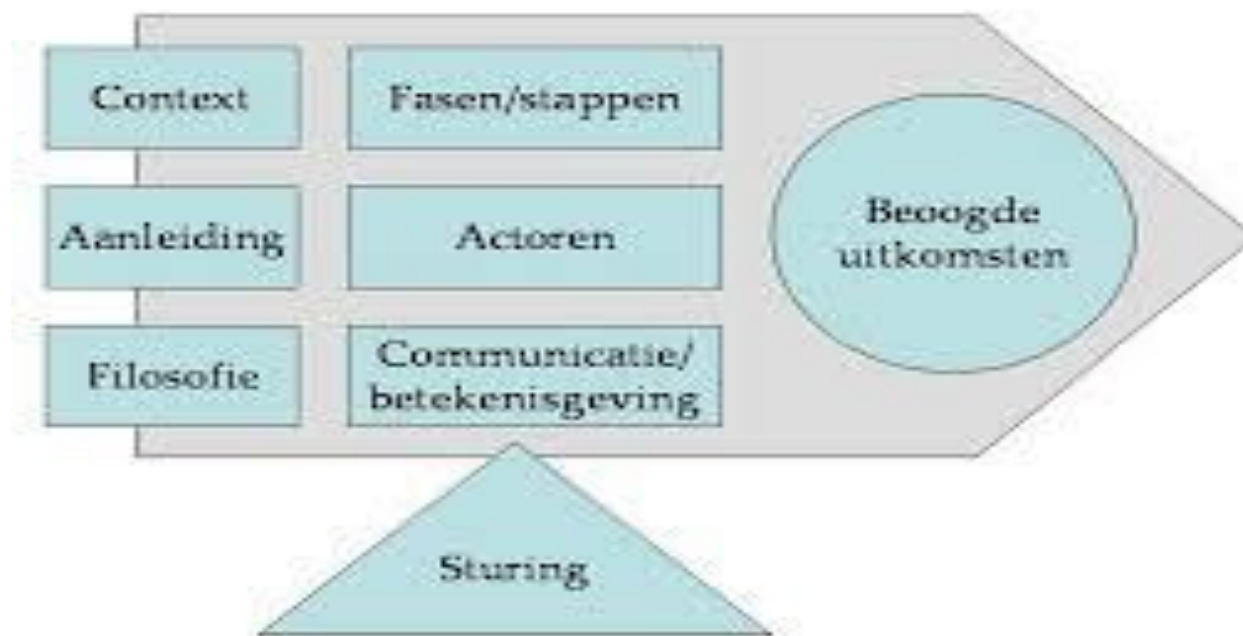 Context
Fasen/stappen
Aanleiding
Actoren
Beoogde
uitkomsten
Filosofie
Communicatie/
betekenisgeving
Sturing